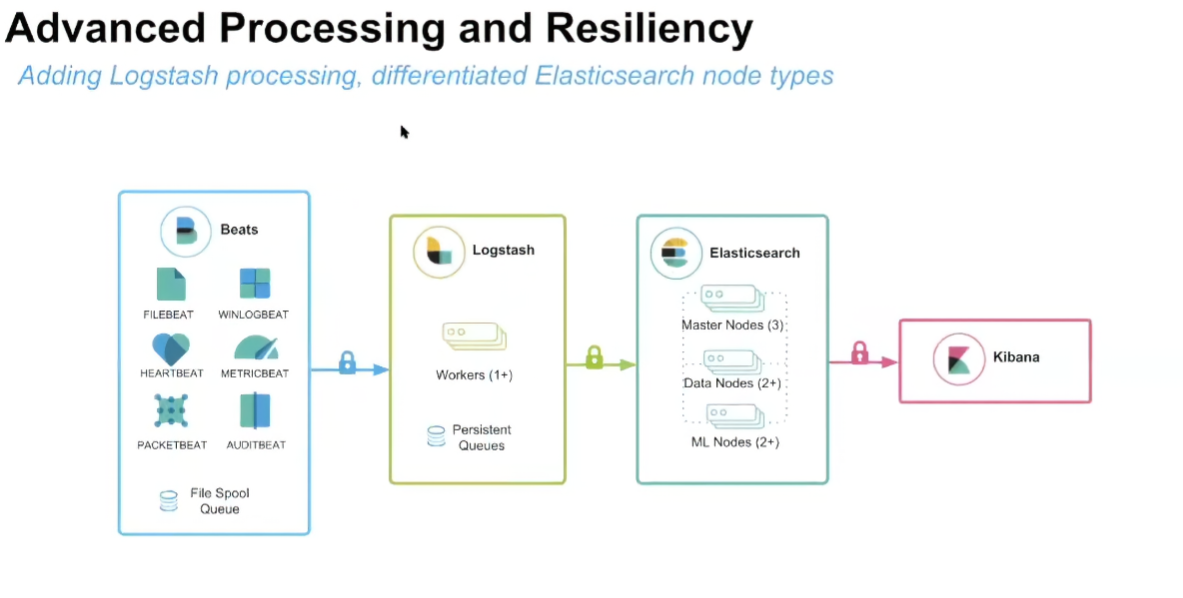 Advanced Processing and Resiliency
Adding Logstash processing, differentiated Elasticsearch node types
Beats
FILEBEAT
WINLOGBEAT
HEARTBEAT
METRICBEAT
PACKETBEAT
AUDITBEAT
File Spool
Queue
Logstash
Workers (1+)
Persistent
Queues
Elasticsearch
Master Nodes (3)
Data Nodes (2+)
ML Nodes (2+)
Kibana